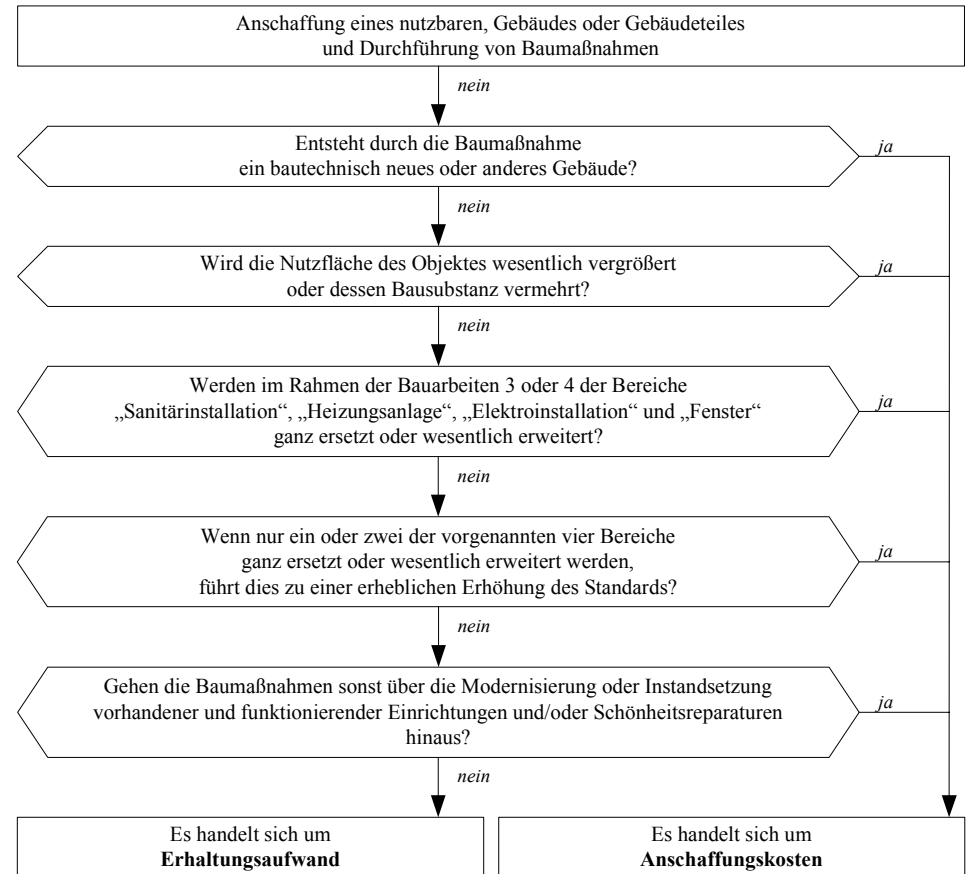 Anschaffung eines nutzbaren, Gebäudes oder Gebäudeteiles
und Durchführung von Baumaßnahmen
nein
Entsteht durch die Baumaßnahme
ein bautechnisch neues oder anderes Gebäude?
ja
nein
Wird die Nutzfläche des Objektes wesentlich vergrößert
oder dessen Bausubstanz vermehrt?
ja
nein
Werden im Rahmen der Bauarbeiten 3 oder 4 der Bereiche
„Sanitärinstallation“, „Heizungsanlage“, „Elektroinstallation“ und „Fenster“
ganz ersetzt oder wesentlich erweitert?
ja
nein
Wenn nur ein oder zwei der vorgenannten vier Bereiche
ganz ersetzt oder wesentlich erweitert werden,
führt dies zu einer erheblichen Erhöhung des Standards?
ja
nein
Gehen die Baumaßnahmen sonst über die Modernisierung oder Instandsetzung
vorhandener und funktionierender Einrichtungen und/oder Schönheitsreparaturen
hinaus?
ja
nein
Es handelt sich um
Erhaltungsaufwand
Es handelt sich um
Anschaffungskosten